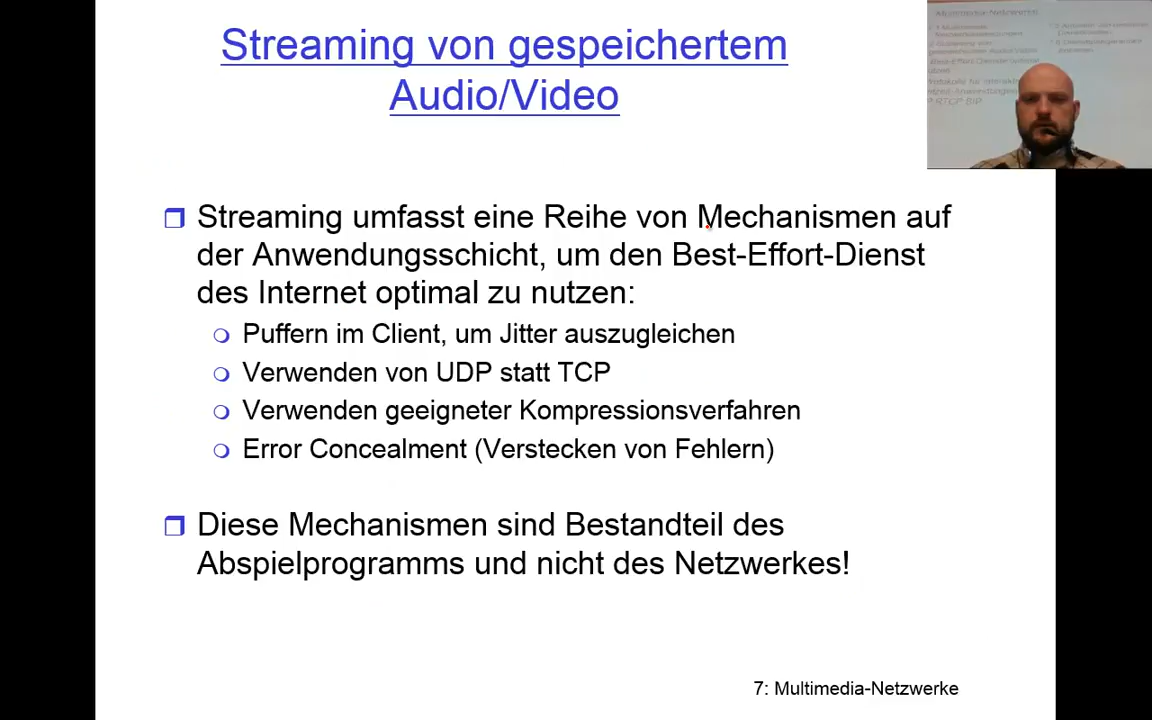 Streaming von gespeichertem
Audio/Video
Streaming umfasst eine Reihe von Mechanismen auf
der Anwendungsschicht, um den Best-Effort-Dienst
des Internet optimal zu nutzen:
Puffern im Client, um Jitter auszugleichen
Verwenden von UDP statt TCP
Verwenden geeigneter Kompressionsverfahren
Error Concealment (Verstecken von Fehlern)
Diese Mechanismen sind Bestandteil des
Abspielprogramms und nicht des Netzwerkes!
7: Multimedia-Netzwerke